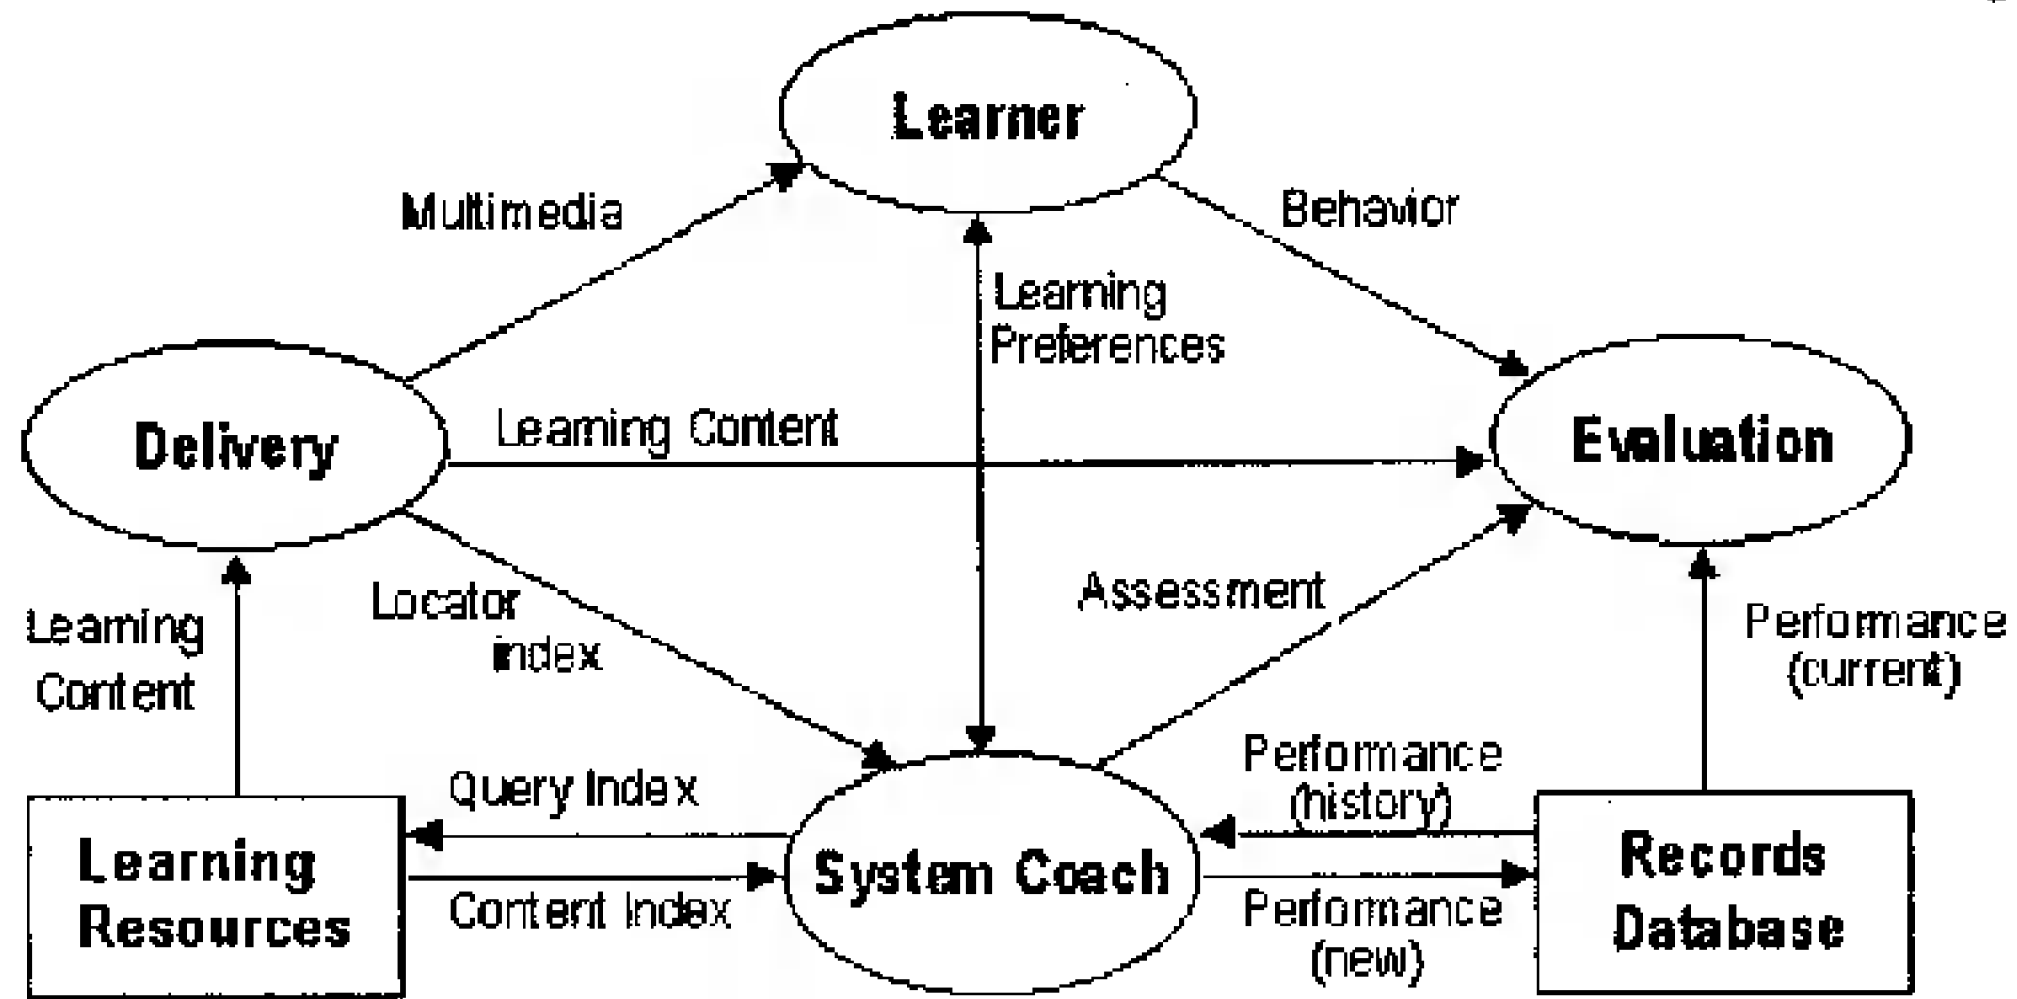 Learner
Multimedia
Behavior
Learning
Preferences
Delivery
Learning Content
Evaluation
Locator
index
Assessment
Learning
Content
Performance
(current)
Query Index
Performance
(history)
Learning
Resources
System Coach
Records
Database
Content Index
Performance
(new)